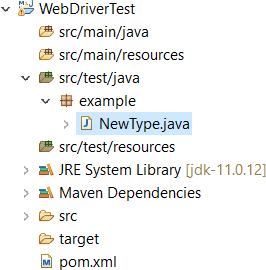 WebDriverTest
src/main/java
src/main/resources
src/test/java
example
NewType.java
src/test/resources
JRE System Library [jdk-11.0.12]
Maven Dependencies
src
target
pom.xml